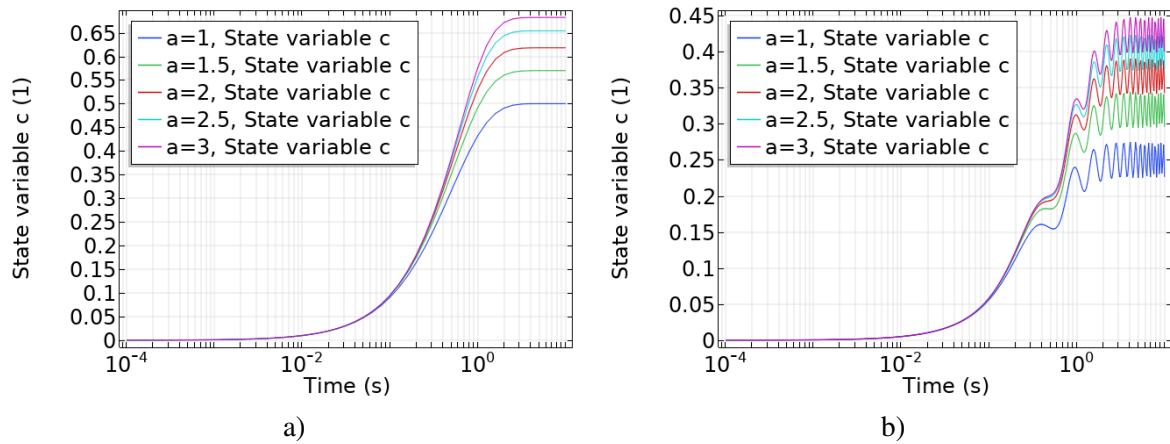 State variable c (1)
0.65
0.6
0.55
0.5
0.45
0.4
0.35
0.3
0.25
0.2
0.15
0.1
0.05
0
a=1, State variable c
a=1.5, State variable c
a=2, State variable c
a=2.5, State variable c
a=3, State variable c
10⁻⁴
10⁻²
10⁰
Time (s)
a)
State variable c (1)
0.45
0.4
0.35
0.3
0.25
0.2
0.15
0.1
0.05
0
a=1, State variable c
a=1.5, State variable c
a=2, State variable c
a=2.5, State variable c
a=3, State variable c
10⁻⁴
10⁻²
10⁰
Time (s)
b)